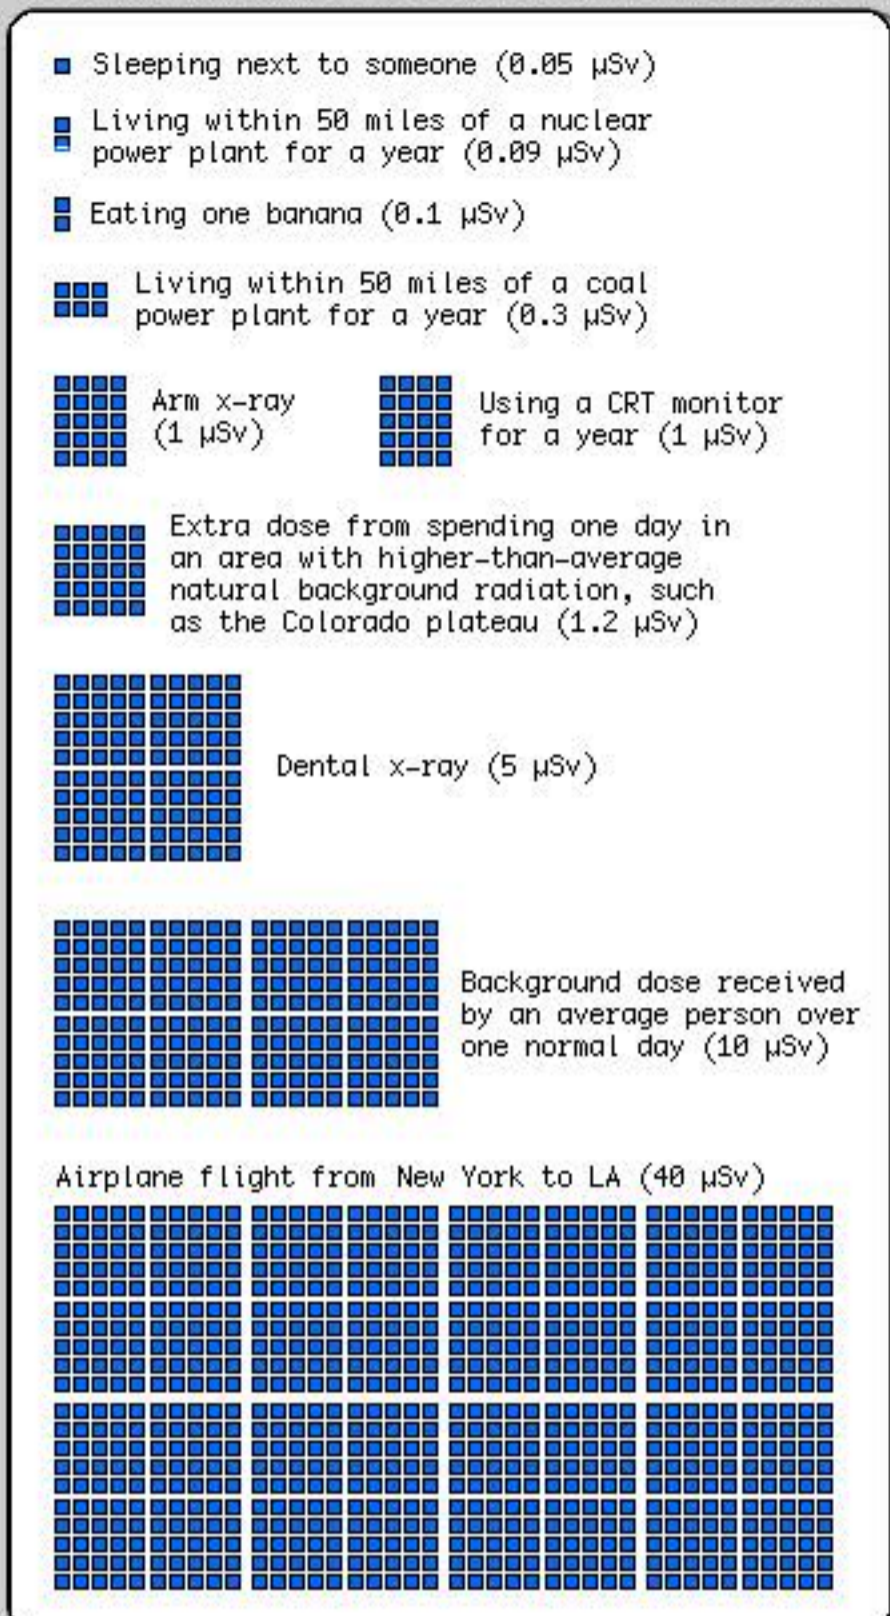 Sleeping next to someone (0.05 μSv)
Living within 50 miles of a nuclear
power plant for a year (0.09 μSv)
Eating one banana (0.1 μSv)
Living within 50 miles of a coal
power plant for a year (0.3 μSv)
Arm x-ray
(1 μSv)
Using a CRT monitor
for a year (1 μSv)
Extra dose from spending one day in
an area with higher-than-average
natural background radiation, such
as the Colorado plateau (1.2 μSv)
Dental x-ray (5 μSv)
Background dose received
by an average person over
one normal day (10 μSv)
Airplane flight from New York to LA (40 μSv)